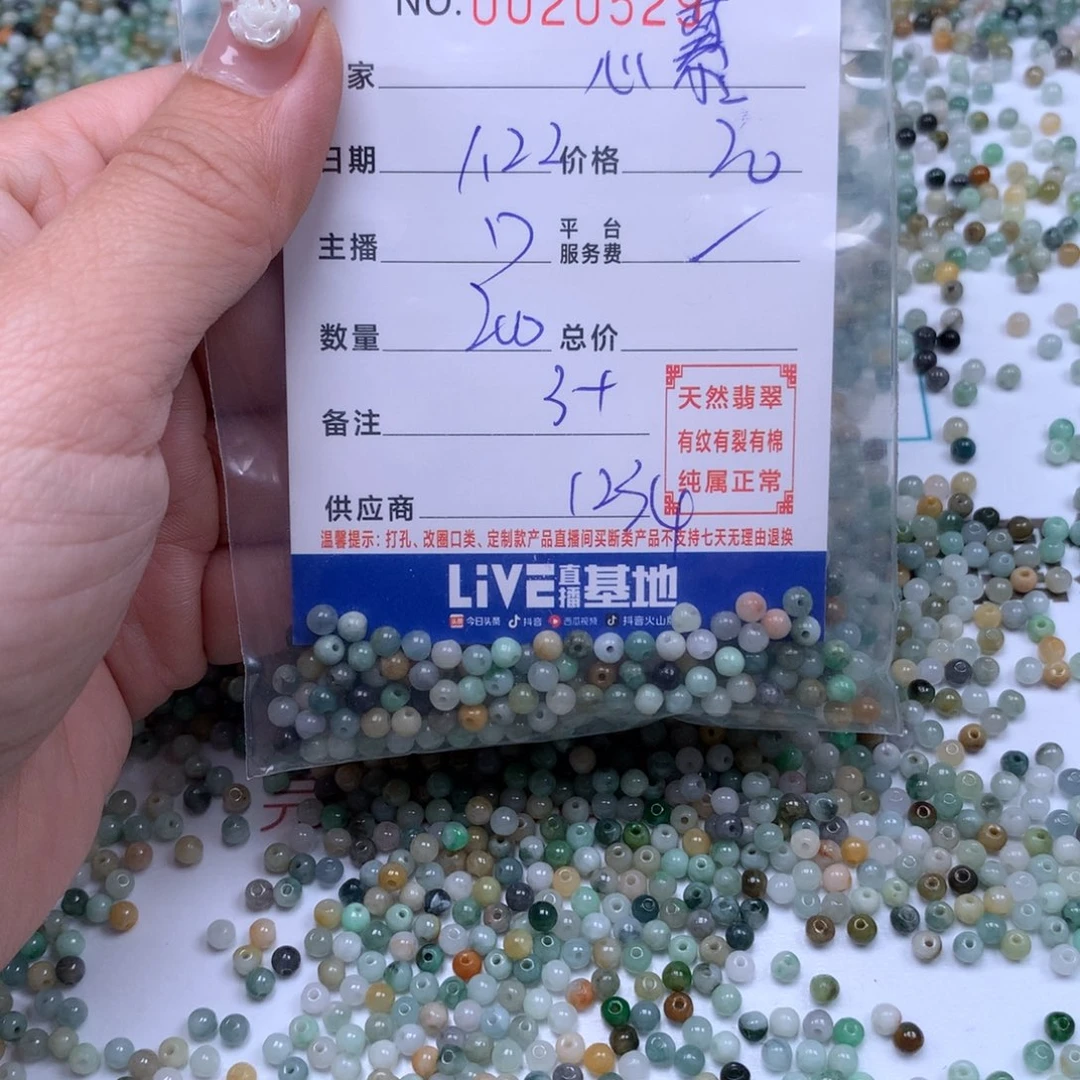 NO. 0020529
家 心
日期 1.22 价格 20
主播 平台服务费 /
数量 200 总价
备注 3+
供应商 1234
天然翡翠
有纹有裂有棉
纯属正常
温馨提示：打孔、改圈口类、定制款产品直播间买断类产品不支持七天无理由退换
LiVE直播基地
头条 今日头条 抖音 西瓜视频 抖音火山
元